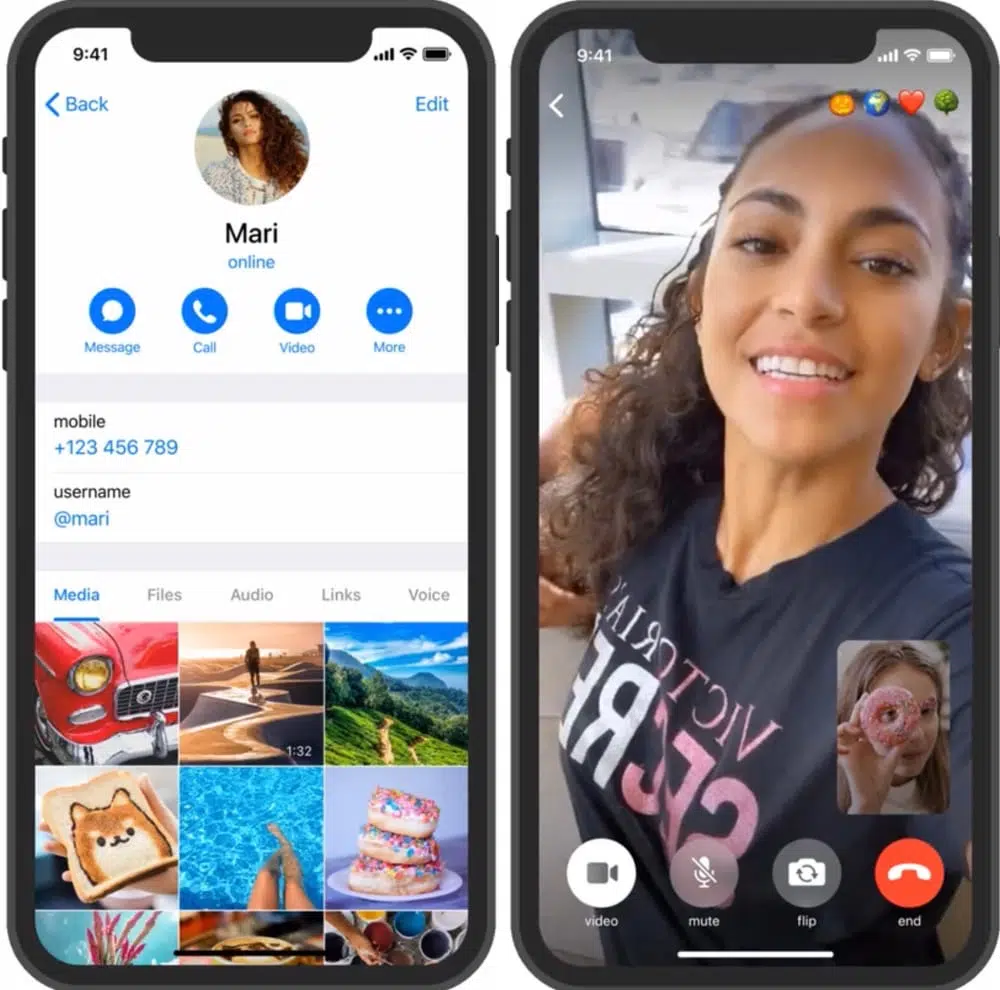 9:41
Back
Edit
Mari
online
Message Call Video More
mobile
+123 456 789
username
@mari
Media Files Audio Links Voice
1:32
9:41
VICTORIA'S
SECRE
video mute flip end